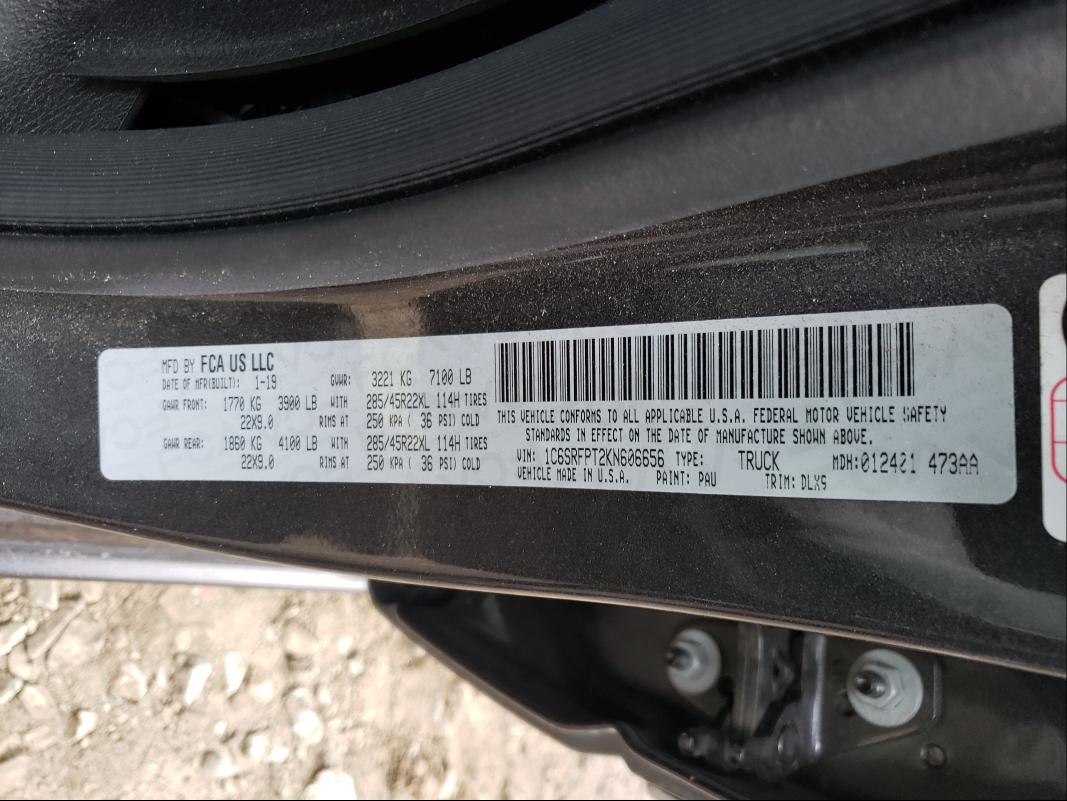 MFD BY FCA US LLC
DATE OF MFR(BUILT): 1-19 GVWR: 3221 KG 7100 LB
GAWR FRONT: 1770 KG 3900 LB WITH 285/45R22XL 114H TIRES
22X9.0 RIMS AT 250 KPA ( 36 PSI) COLD
GAWR REAR: 1860 KG 4100 LB WITH 285/45R22XL 114H TIRES
22X9.0 RIMS AT 250 KPA ( 36 PSI) COLD
THIS VEHICLE CONFORMS TO ALL APPLICABLE U.S.A. FEDERAL MOTOR VEHICLE SAFETY
STANDARDS IN EFFECT ON THE DATE OF MANUFACTURE SHOWN ABOVE.
VIN: 1C6SRFPT2KN606656 TYPE: TRUCK MDH:012421 473AA
VEHICLE MADE IN U.S.A. PAINT: PAU TRIM: DLX9